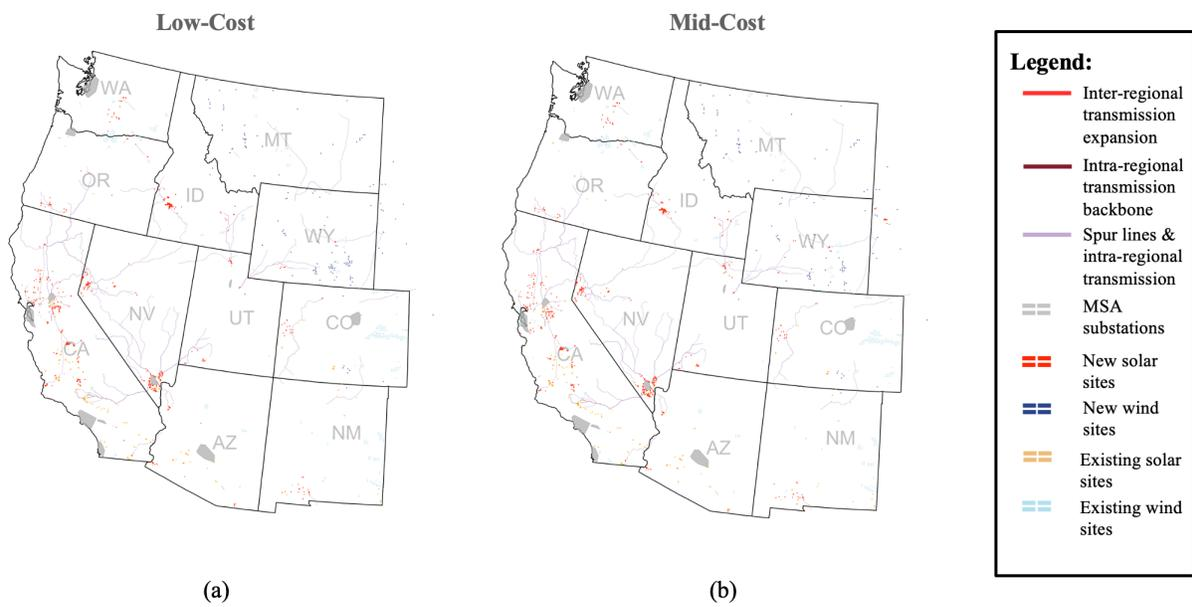 Low-Cost
Mid-Cost
WA
MT
OR
ID
WY
NV
UT
CO
CA
AZ
NM
(a)
WA
MT
OR
ID
WY
NV
UT
CO
CA
AZ
NM
(b)
Legend:
Inter-regional
transmission
expansion
Intra-regional
transmission
backbone
Spur lines &
intra-regional
transmission
MSA
substations
New solar
sites
New wind
sites
Existing solar
sites
Existing wind
sites